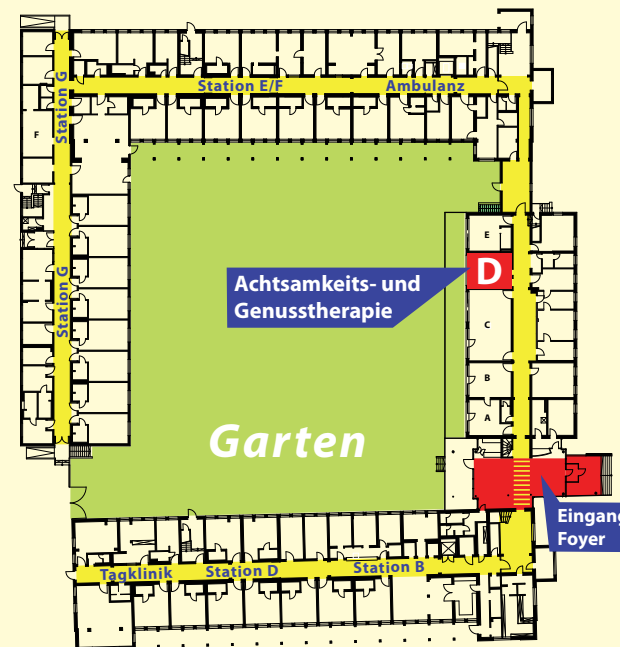 Station G
Station E/F
Ambulanz
F
E
D
Achtsamkeits- und
Genusstherapie
Station G
C
B
A
Garten
Eingang
Foyer
Tagklinik
Station D
Station B